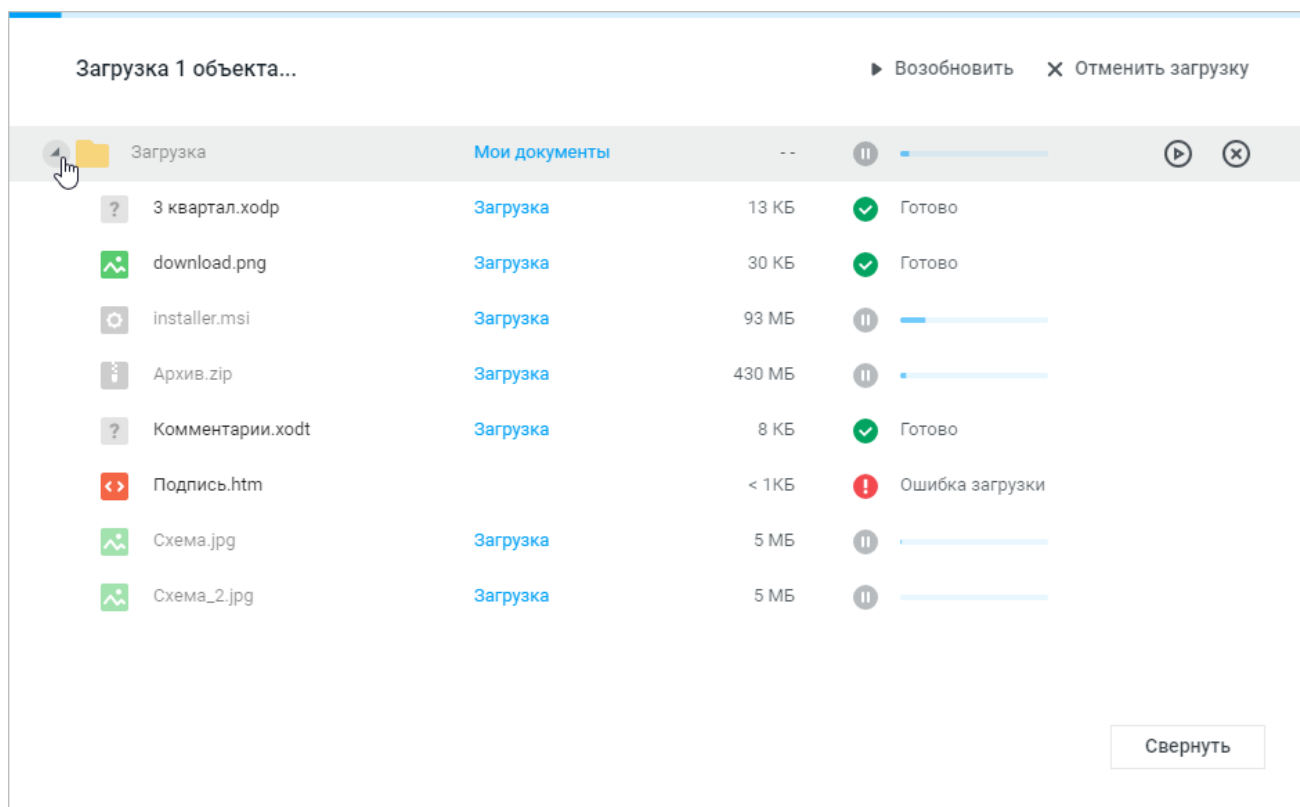 Загрузка 1 объекта... Возобновить Отменить загрузку
Загрузка Мои документы - -
3 квартал.xodp Загрузка 13 КБ Готово
download.png Загрузка 30 КБ Готово
installer.msi Загрузка 93 МБ
Архив.zip Загрузка 430 МБ
Комментарии.xodt Загрузка 8 КБ Готово
Подпись.htm < 1КБ Ошибка загрузки
Схема.jpg Загрузка 5 МБ
Схема_2.jpg Загрузка 5 МБ
Свернуть